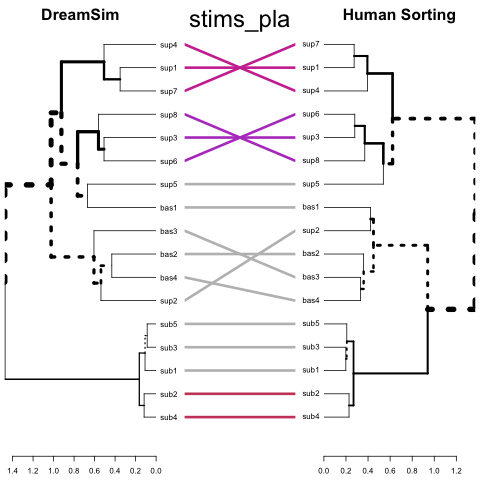 DreamSim stims_pla Human Sorting
sup4 sup7
sup1 sup1
sup7 sup4
sup8 sup6
sup3 sup3
sup6 sup8
sup5 sup5
bas1 bas1
bas3 sup2
bas2 bas2
bas4 bas3
sup2 bas4
sub5 sub5
sub3 sub3
sub1 sub1
sub2 sub2
sub4 sub4
1.4 1.2 1.0 0.8 0.6 0.4 0.2 0.0 0.0 0.2 0.4 0.6 0.8 1.0 1.2